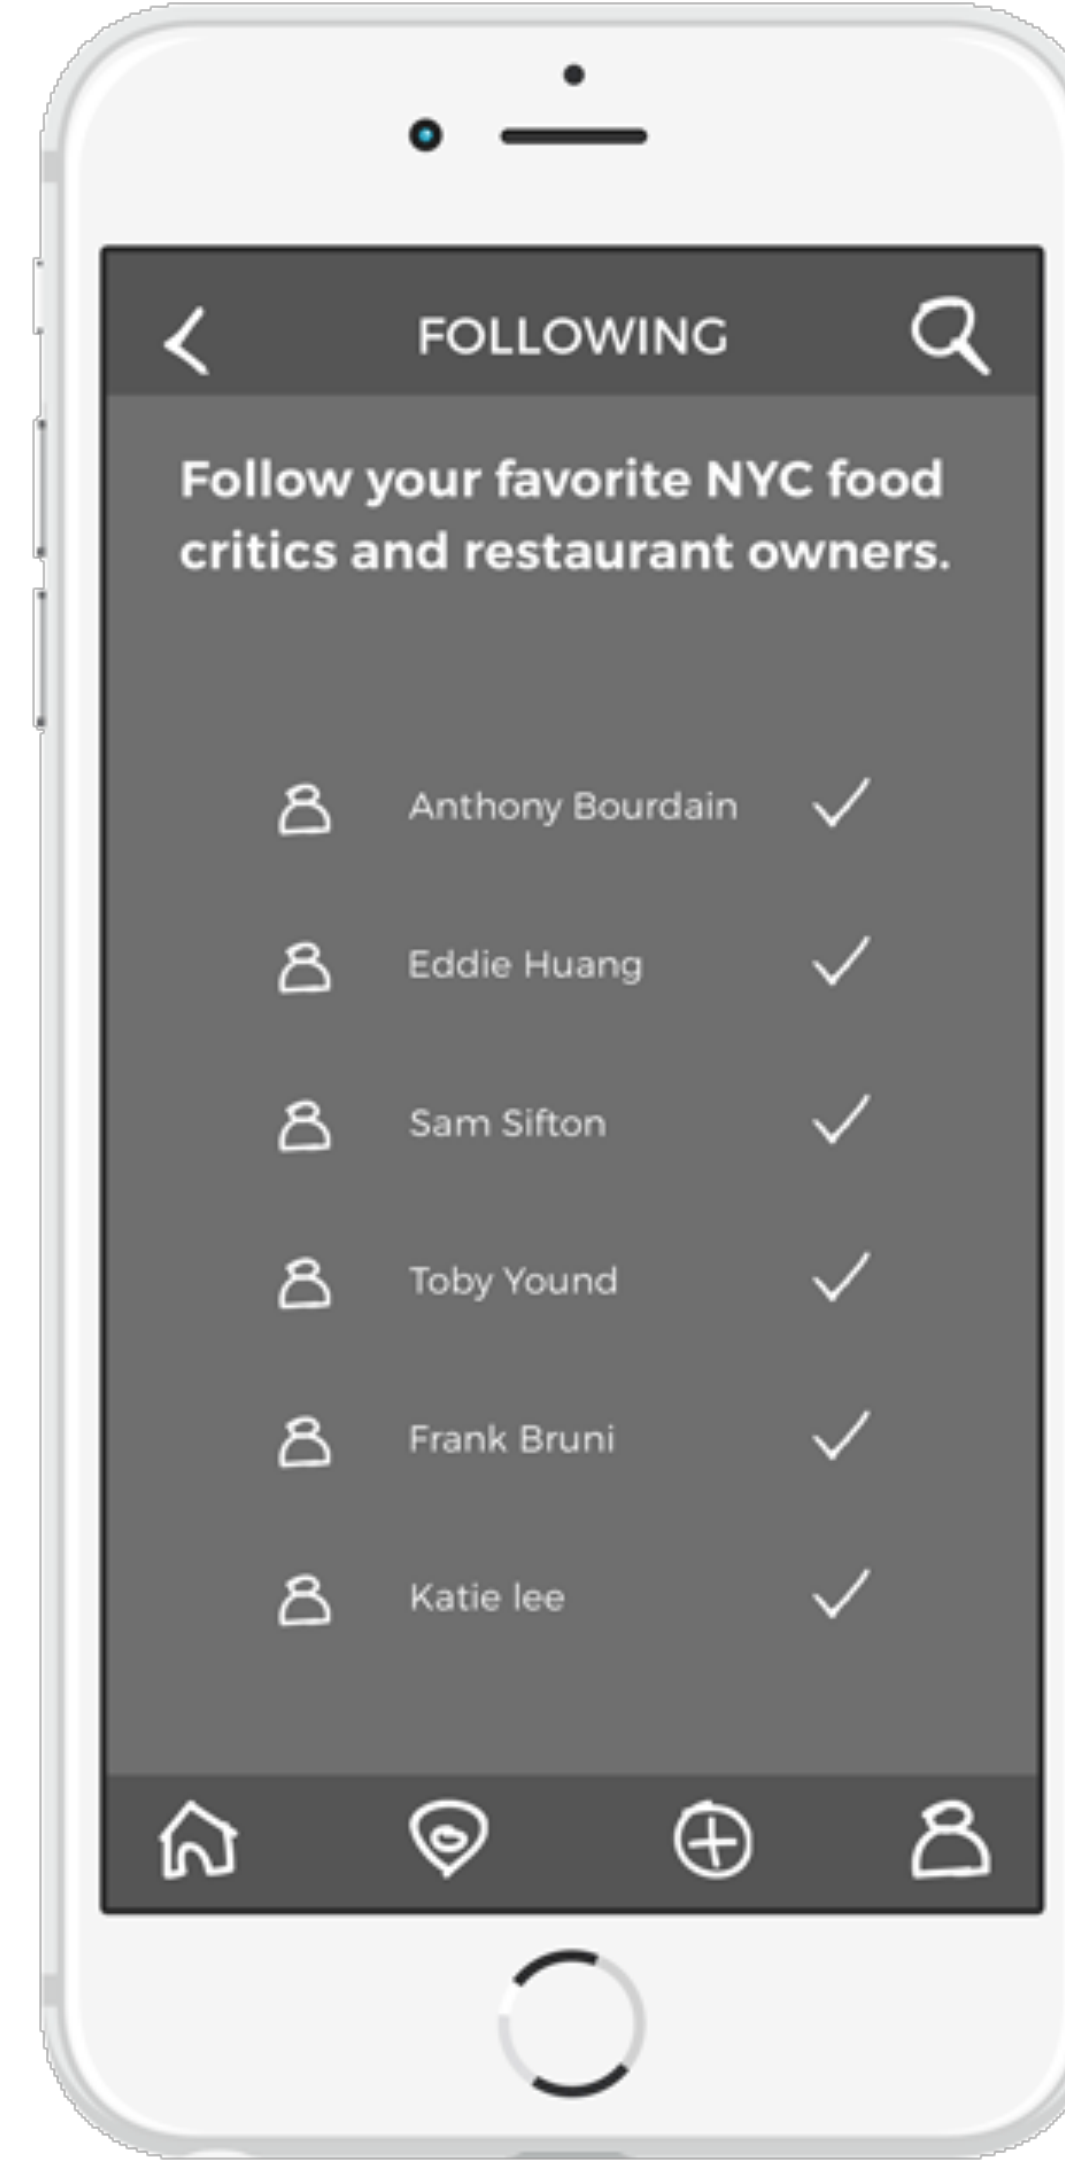 FOLLOWING
Follow your favorite NYC food
critics and restaurant owners.
Anthony Bourdain
Eddie Huang
Sam Sifton
Toby Yound
Frank Bruni
Katie lee